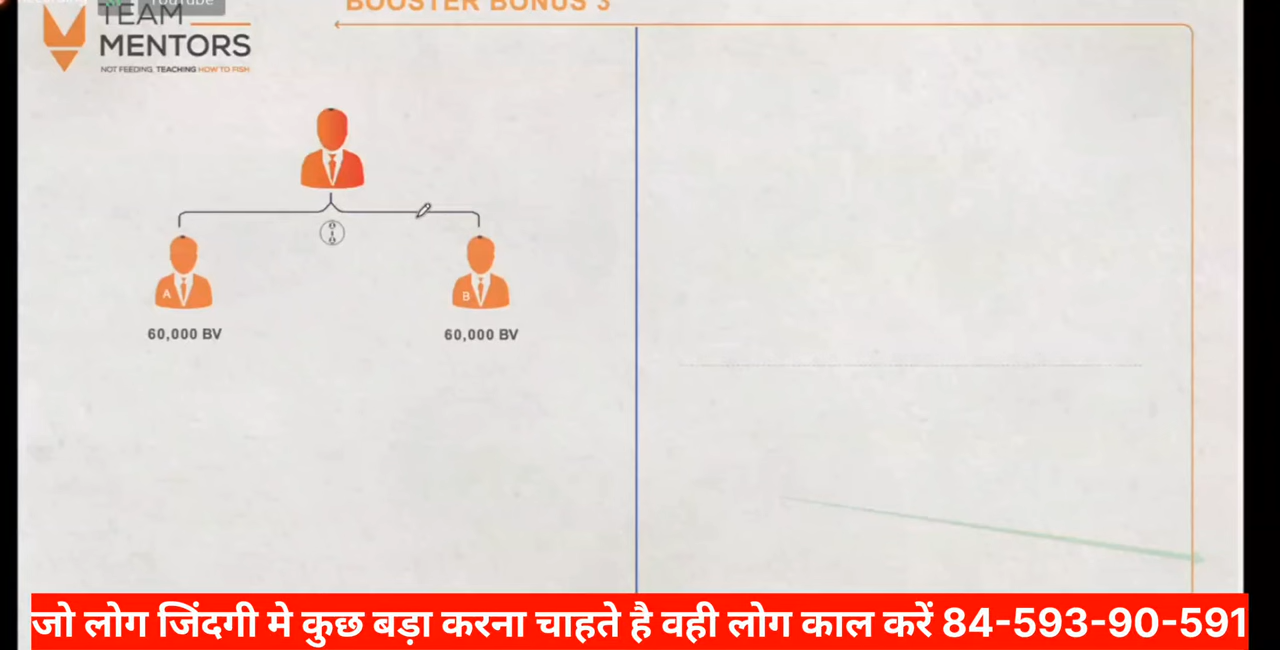 YouTube
BOOSTER BONUS 3
TEAM
MENTORS
NOT FEEDING, TEACHING HOW TO FISH
A
B
60,000 BV
60,000 BV
जो लोग जिंदगी मे कुछ बड़ा करना चाहते है वही लोग काल करें 84-593-90-591